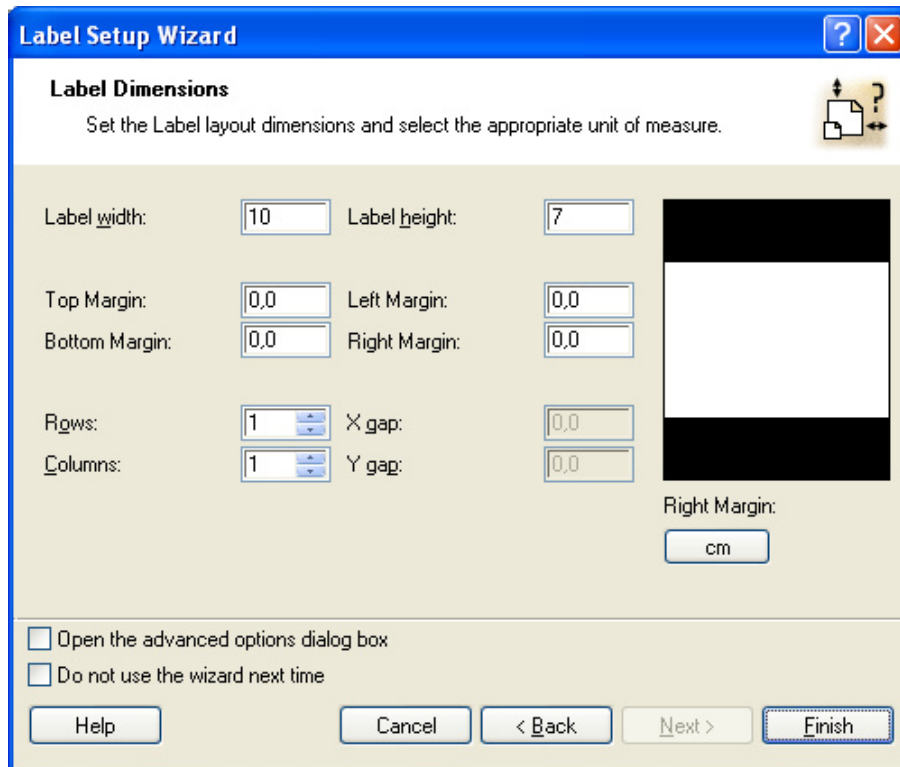 Label Setup Wizard
Label Dimensions
Set the Label layout dimensions and select the appropriate unit of measure.
Label width: 10 Label height: 7
Top Margin: 0,0 Left Margin: 0,0
Bottom Margin: 0,0 Right Margin: 0,0
Rows: 1 X gap: 0,0
Columns: 1 Y gap: 0,0
Right Margin:
cm
Open the advanced options dialog box
Do not use the wizard next time
Help Cancel < Back Next > Finish